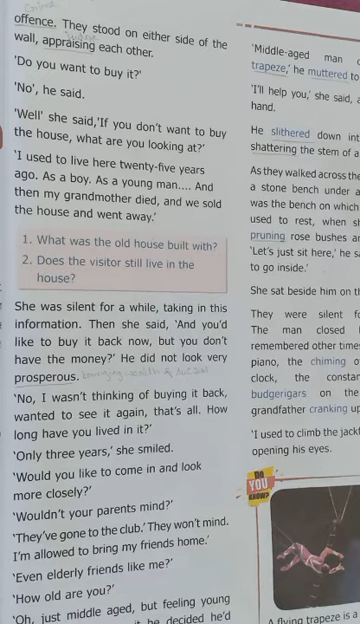 offence. They stood on either side of the
wall, appraising each other.
'Do you want to buy it?'
'No', he said.
'Well' she said,'If you don't want to buy
the house, what are you looking at?'
'I used to live here twenty-five years
ago. As a boy. As a young man.... And
then my grandmother died, and we sold
the house and went away.'
1. What was the old house built with?
2. Does the visitor still live in the
house?
She was silent for a while, taking in this
information. Then she said, 'And you'd
like to buy it back now, but you don't
have the money?' He did not look very
prosperous.
'No, I wasn't thinking of buying it back,
wanted to see it again, that's all. How
long have you lived in it?'
'Only three years,' she smiled.
'Would you like to come in and look
more closely?'
'Wouldn't your parents mind?'
'They've gone to the club.' They won't mind.
I'm allowed to bring my friends home.'
'Even elderly friends like me?'
'How old are you?'
'Oh, just middle aged, but feeling young
it he decided he'd
'Middle-aged man
trapeze,' he muttered to
'I'll help you,' she said,
hand.
He slithered down int
shattering the stem of a
As they walked across the
a stone bench under a
was the bench on which
used to rest, when
pruning rose bushes
'Let's just sit here,' he
to go inside.'
She sat beside him on
They were silent
The man closed
remembered other time
piano, the chiming
clock, the constan
budgerigars on the
grandfather cranking up
'I used to climb the
opening his eyes.
Do
YOU
KNOW?
A flying trapeze is a